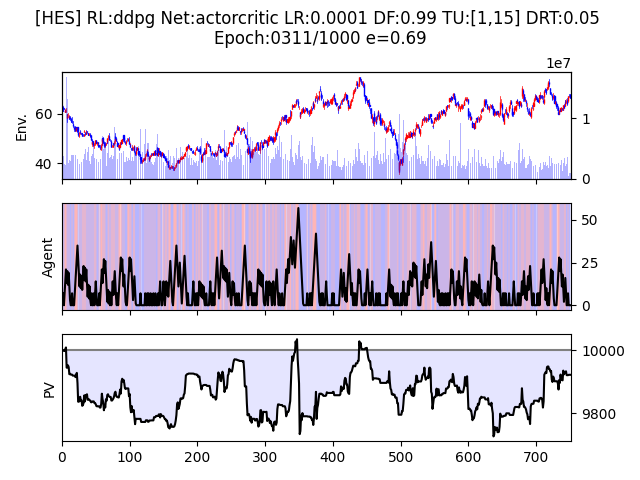 [HES] RL:ddpg Net:actorcritic LR:0.0001 DF:0.99 TU:[1,15] DRT:0.05
Epoch:0311/1000 e=0.69
1e7
Env.
60
40
1
0
Agent
50
25
0
PV
10000
9800
0 100 200 300 400 500 600 700